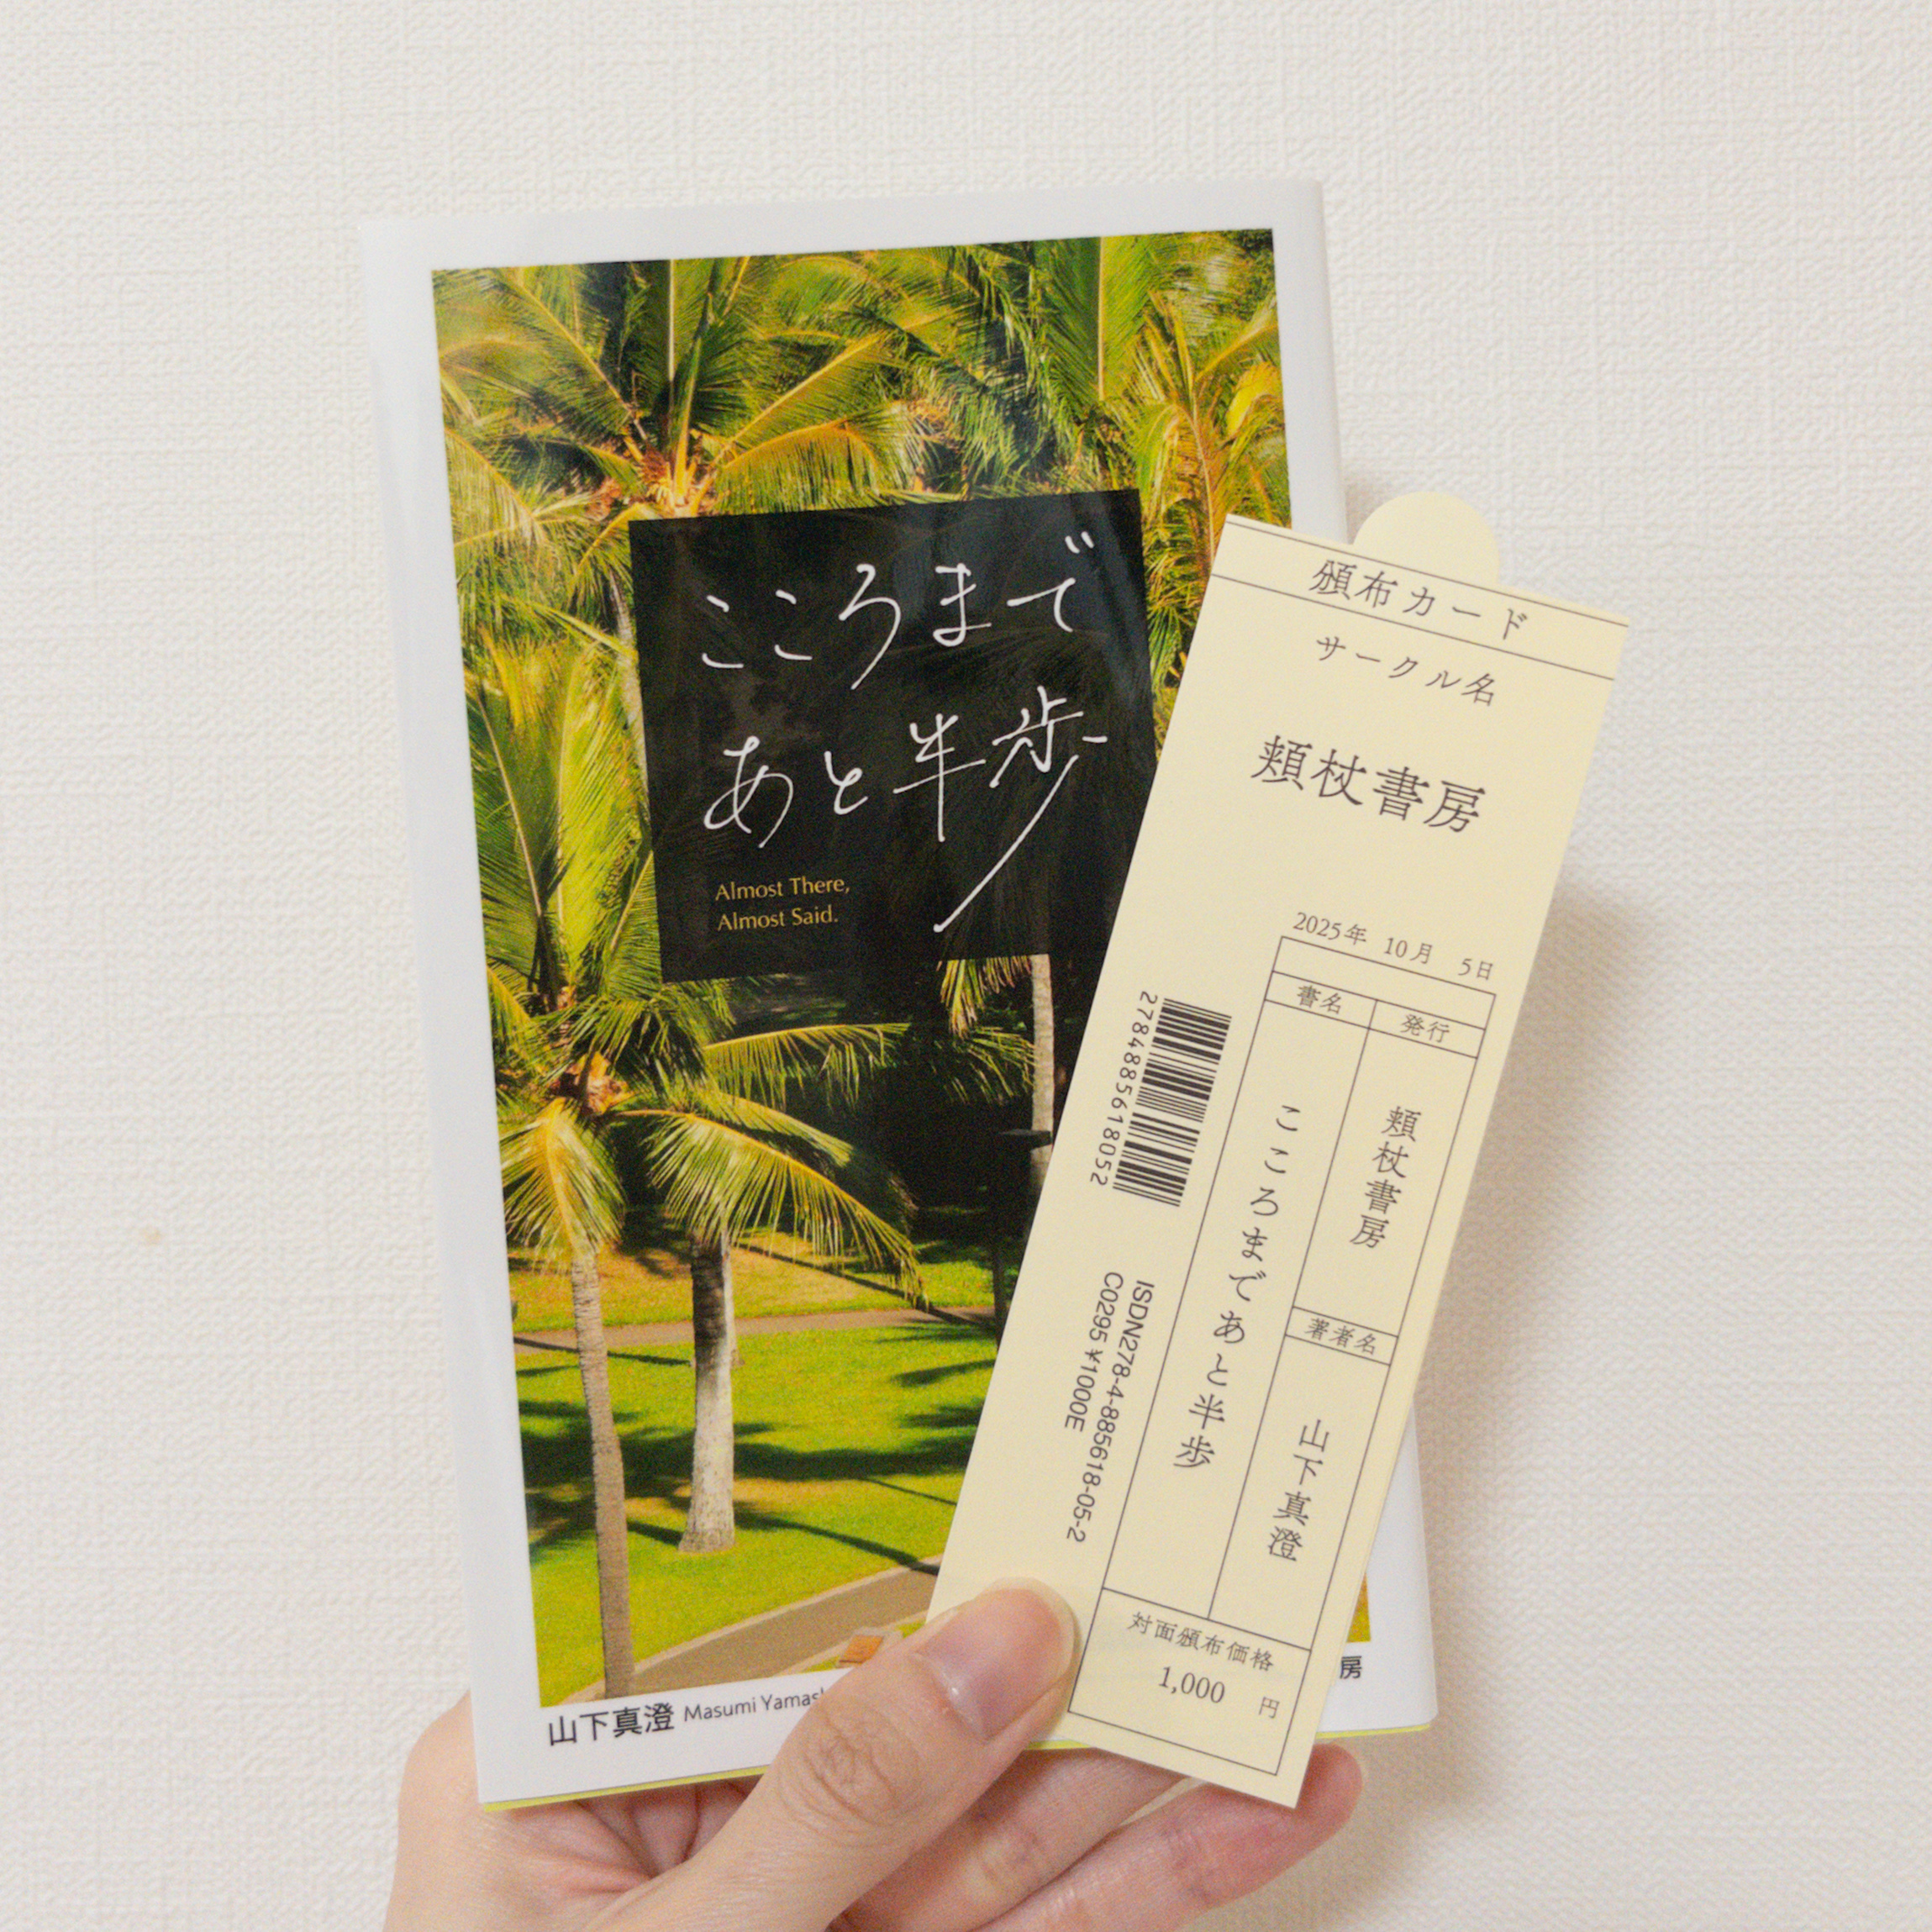 こころまで
あと半歩
Almost There,
Almost Said.
山下真澄 Masumi
房
頒布カード
サークル名
頬杖書房
2025年 10月 5日
書名
発行
こころまであと半歩
頬杖書房
著者名
山下真澄
対面頒布価格
1,000 円
2784885618052
ISDN278-4-885618-05-2
C0295 ¥1000E